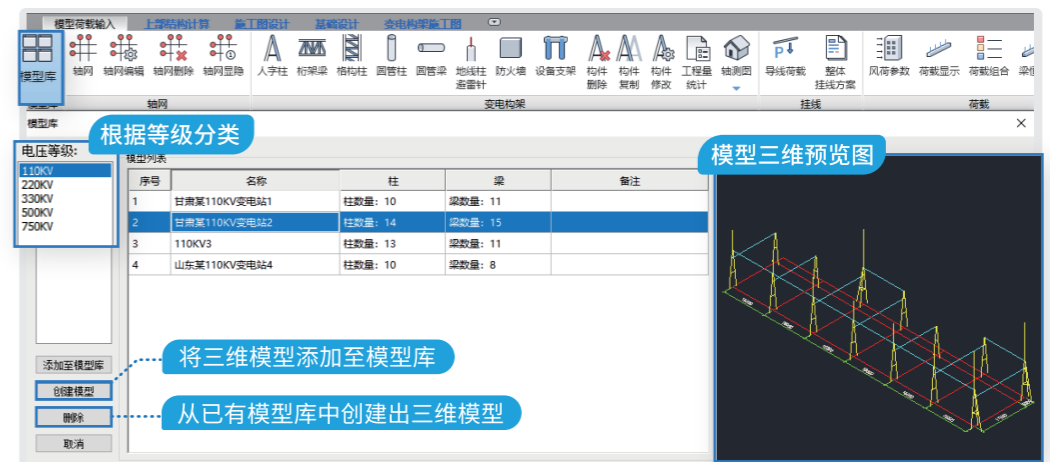 模型荷载输入 上部结构计算 施工图设计 基础设计 变电构架施工图
模型库 轴网 轴网编辑 轴网删除 轴网显隐 人字柱 桁架梁 格构柱 圆管柱 圆管梁 地线柱避雷针 防火墙 设备支架 构件删除 构件复制 构件修改 工程量统计 轴测图 导线荷载 整体挂线方案 风荷参数 荷载显示 荷载组合
模型库 轴网 变电构架 挂线 荷载
模型库
根据等级分类
电压等级:
110KV
220KV
330KV
500KV
750KV
模型列表
模型三维预览图
序号 名称 柱 梁 备注
1 甘肃某110KV变电站1 柱数量: 10 梁数量: 11
2 甘肃某110KV变电站2 柱数量: 14 梁数量: 15
3 110KV3 柱数量: 13 梁数量: 11
4 山东某110KV变电站4 柱数量: 10 梁数量: 8
添加至模型库
将三维模型添加至模型库
创建模型
删除
从已有模型库中创建出三维模型
取消